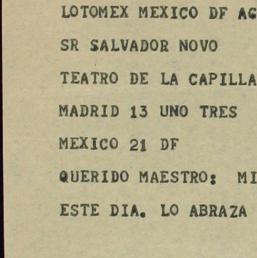 LOTOMEX MEXICO DF AG
SR SALVADOR NOVO
TEATRO DE LA CAPILLA
MADRID 13 UNO TRES
MEXICO 21 DF
QUERIDO MAESTRO: MI
ESTE DIA. LO ABRAZA